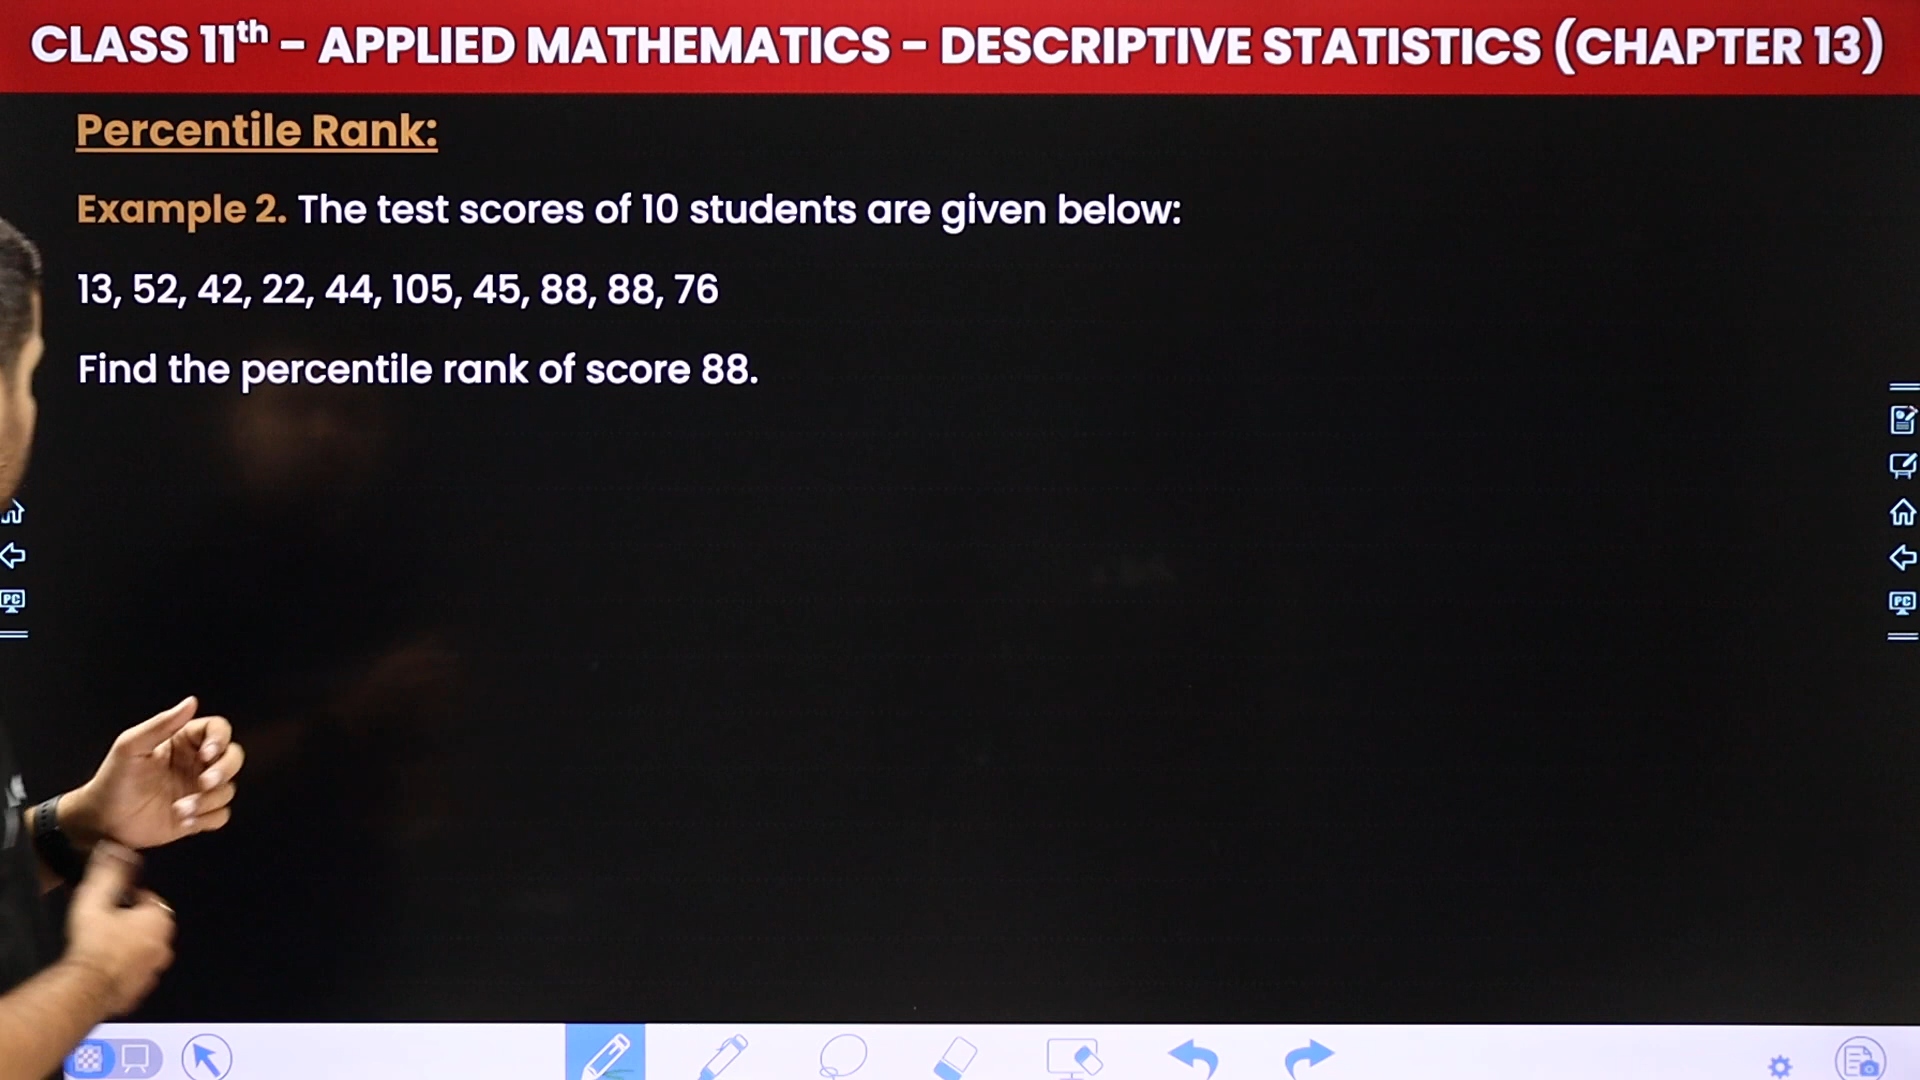 CLASS 11th - APPLIED MATHEMATICS - DESCRIPTIVE STATISTICS (CHAPTER 13)
Percentile Rank:
Example 2. The test scores of 10 students are given below:
13, 52, 42, 22, 44, 105, 45, 88, 88, 76
Find the percentile rank of score 88.
PC
PC